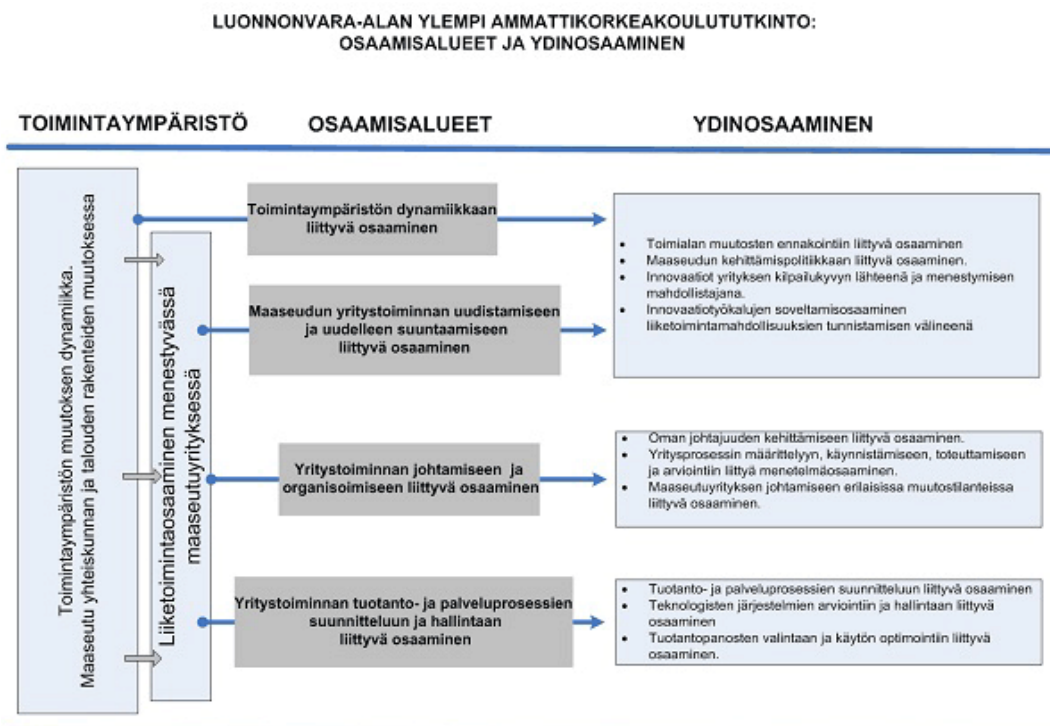 LUONNONVARA-ALAN YLEMPI AMMATTIKORKEAKOULUTUTKINTO:
OSAAMISALUEET JA YDINOSAAMINEN
TOIMINTAYMPÄRISTÖ
OSAAMISALUEET
YDINOSAAMINEN
Toimintaympäristön muutoksen dynamiikka.
Maaseutu yhteiskunnan ja talouden rakenteiden muutoksessa
Liiketoimintaosaaminen menestyvässä
maaseutuyrityksessä
Toimintaympäristön dynamiikkaan
liittyvä osaaminen
Maaseudun yritystoiminnan uudistamiseen
ja uudelleen suuntaamiseen
liittyvä osaaminen
• Toimialan muutosten ennakointiin liittyvä osaaminen
• Maaseudun kehittämispolitiikkaan liittyvä osaaminen.
• Innovaatiot yrityksen kilpailukyvyn lähteenä ja menestymisen
mahdollistajana.
• Innovaatiotyökalujen soveltamisosaaminen
liiketoimintamahdollisuuksien tunnistamisen välineenä
Yritystoiminnan johtamiseen ja
organisoimiseen liittyvä osaaminen
• Oman johtajuuden kehittämiseen liittyvä osaaminen.
• Yritysprosessin määrittelyyn, käynnistämiseen, toteuttamiseen
ja arviointiin liittyä menetelmäosaaminen.
• Maaseutuyrityksen johtamiseen erilaisissa muutostilanteissa
liittyvä osaaminen.
Yritystoiminnan tuotanto- ja palveluprosessien
suunnitteluun ja hallintaan
liittyvä osaaminen
• Tuotanto- ja palveluprosessien suunnitteluun liittyvä osaaminen
• Teknologisten järjestelmien arviointiin ja hallintaan liittyvä
osaaminen
• Tuotantopanosten valintaan ja käytön optimointiin liittyvä
osaaminen.